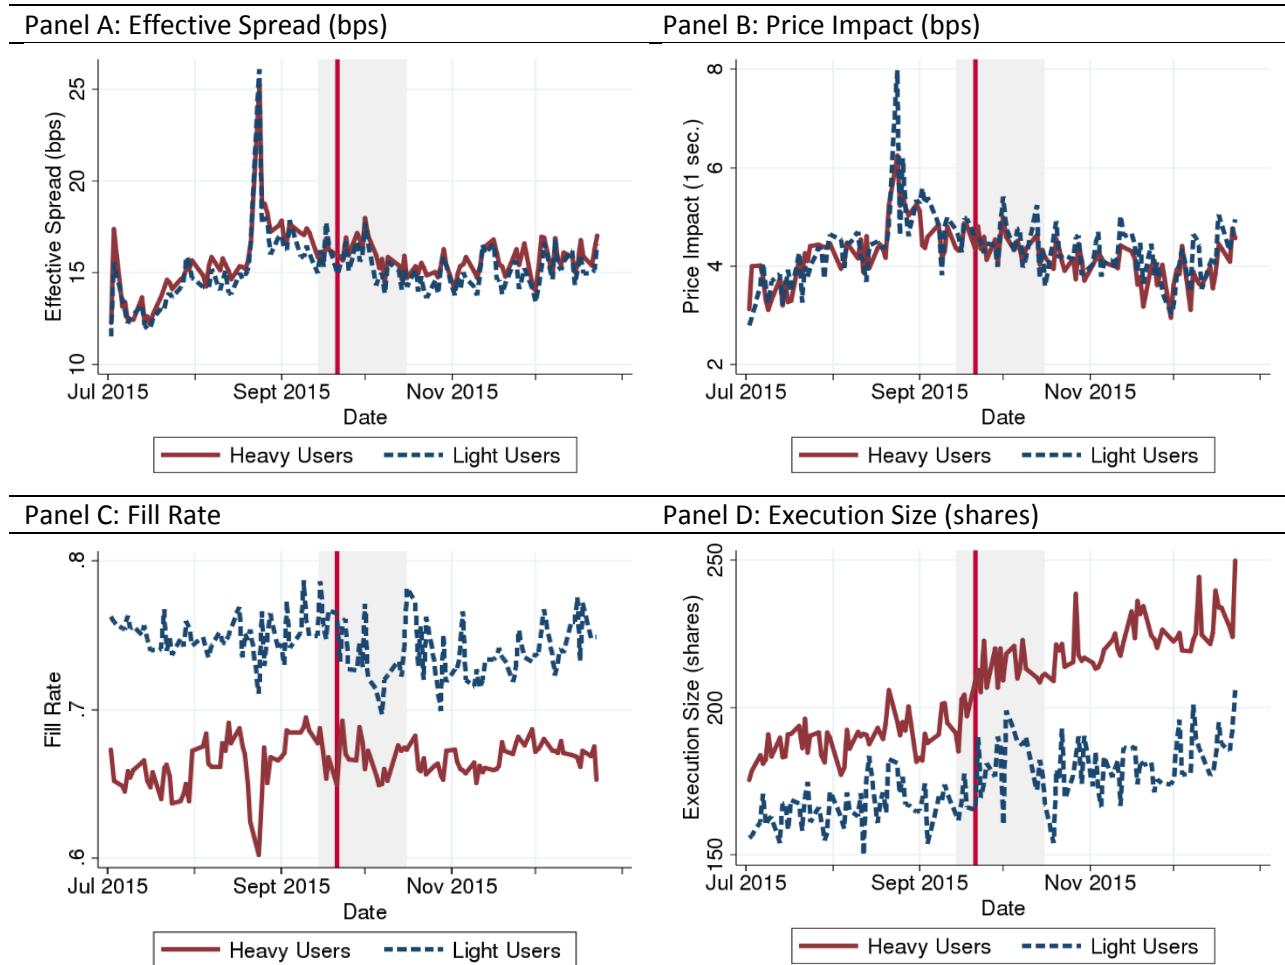 Panel A: Effective Spread (bps)
Effective Spread (bps)
25
20
15
10
Jul 2015 Sept 2015 Nov 2015
Date
Heavy Users Light Users
Panel B: Price Impact (bps)
Price Impact (1 sec.)
8
6
4
2
Jul 2015 Sept 2015 Nov 2015
Date
Heavy Users Light Users
Panel C: Fill Rate
Fill Rate
.8
.7
.6
Jul 2015 Sept 2015 Nov 2015
Date
Heavy Users Light Users
Panel D: Execution Size (shares)
Execution Size (shares)
250
200
150
Jul 2015 Sept 2015 Nov 2015
Date
Heavy Users Light Users